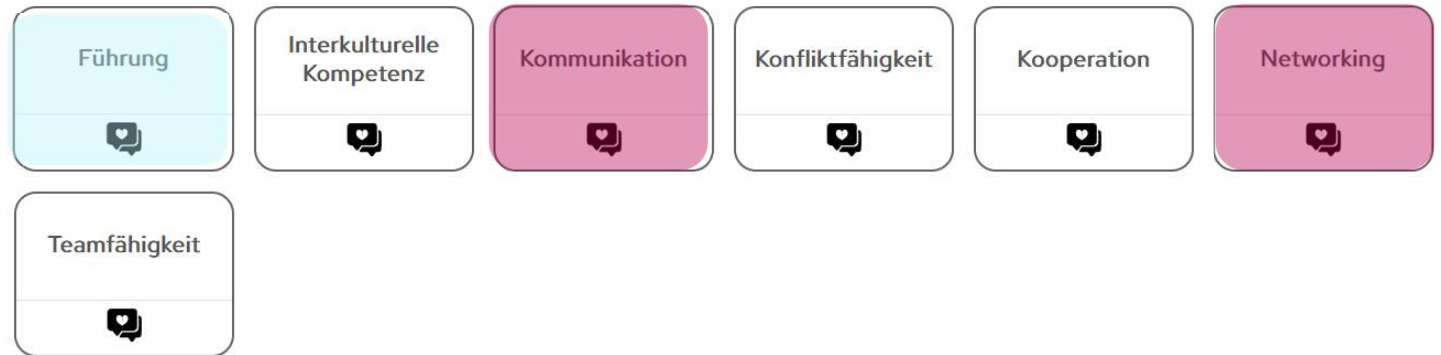 Führung
Interkulturelle
Kompetenz
Kommunikation
Konfliktfähigkeit
Kooperation
Networking
Teamfähigkeit